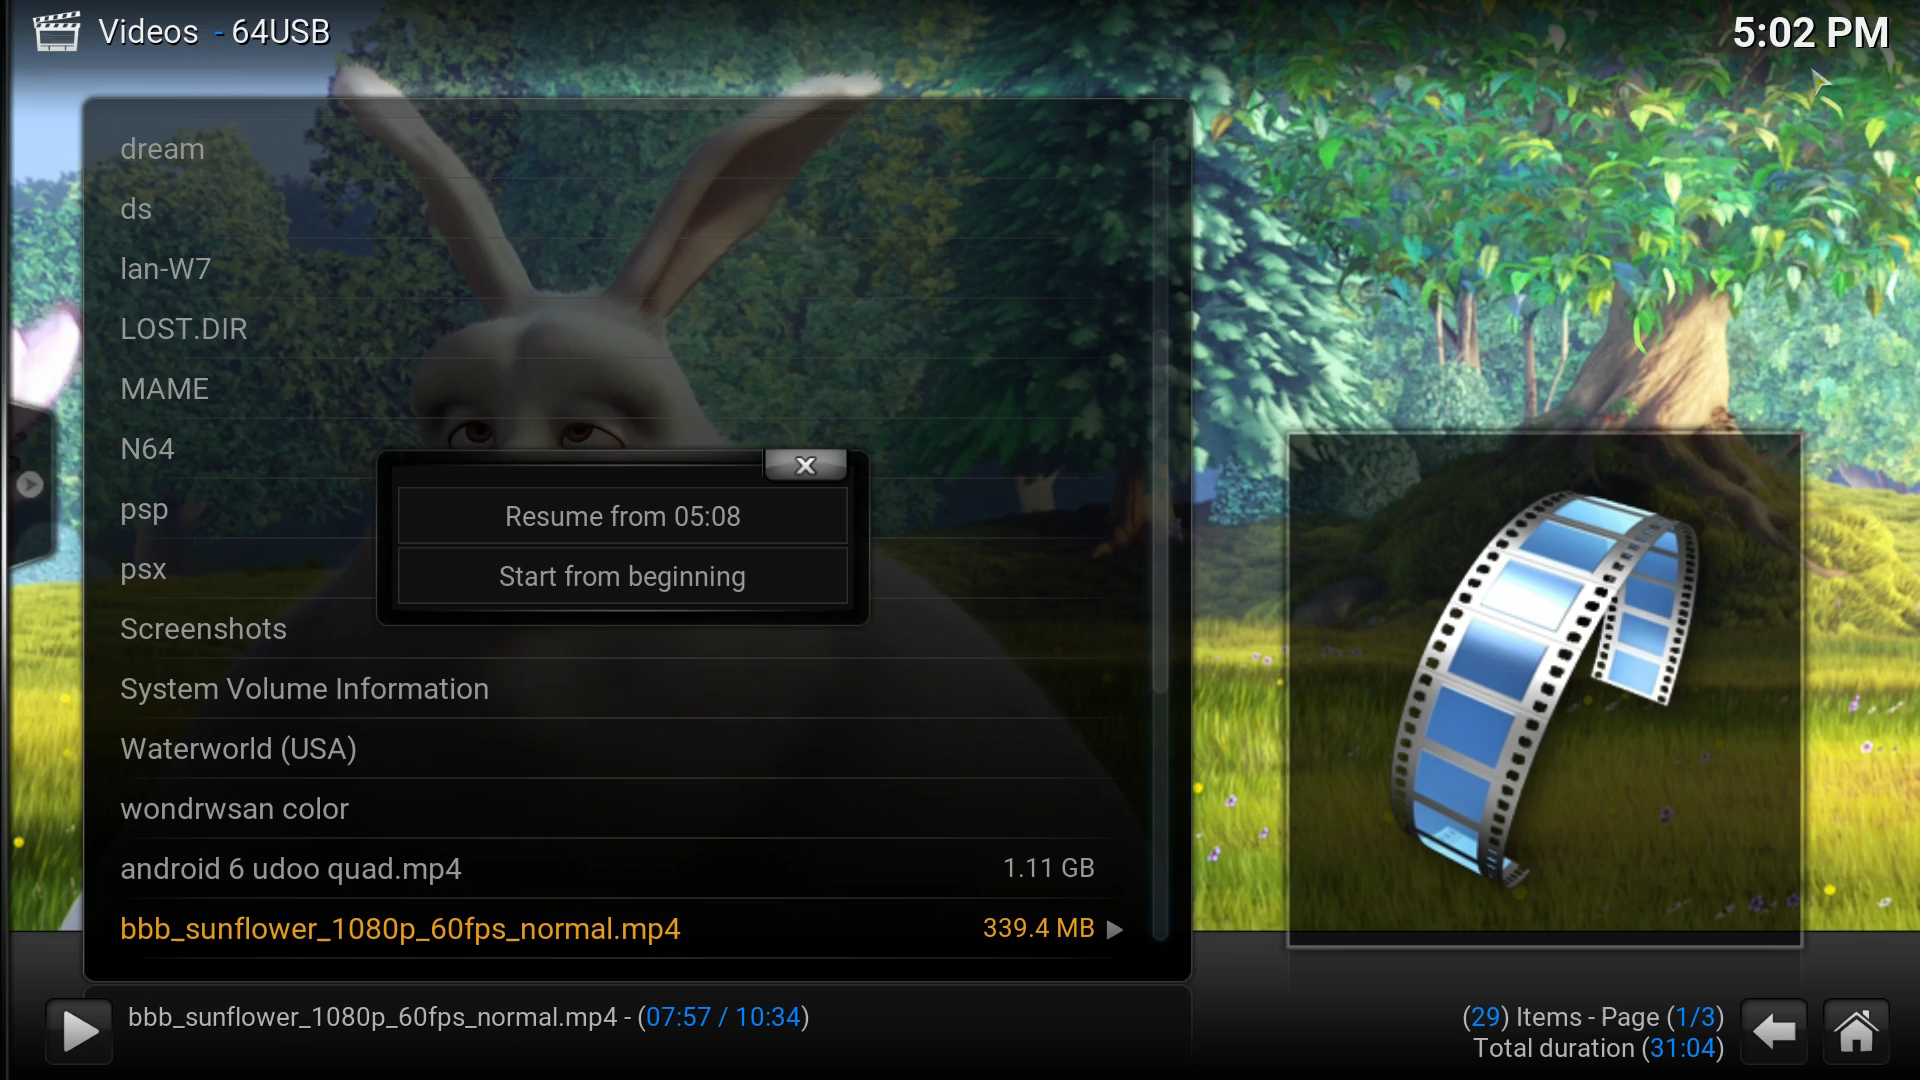 Videos - 64USB
5:02 PM
dream
ds
lan-W7
LOST.DIR
MAME
N64
psp
psx
X
Resume from 05:08
Start from beginning
Screenshots
System Volume Information
Waterworld (USA)
wondrwsan color
android 6 udoo quad.mp4 1.11 GB
bbb_sunflower_1080p_60fps_normal.mp4 339.4 MB
bbb_sunflower_1080p_60fps_normal.mp4 - (07:57 / 10:34)
(29) Items - Page (1/3)
Total duration (31:04)